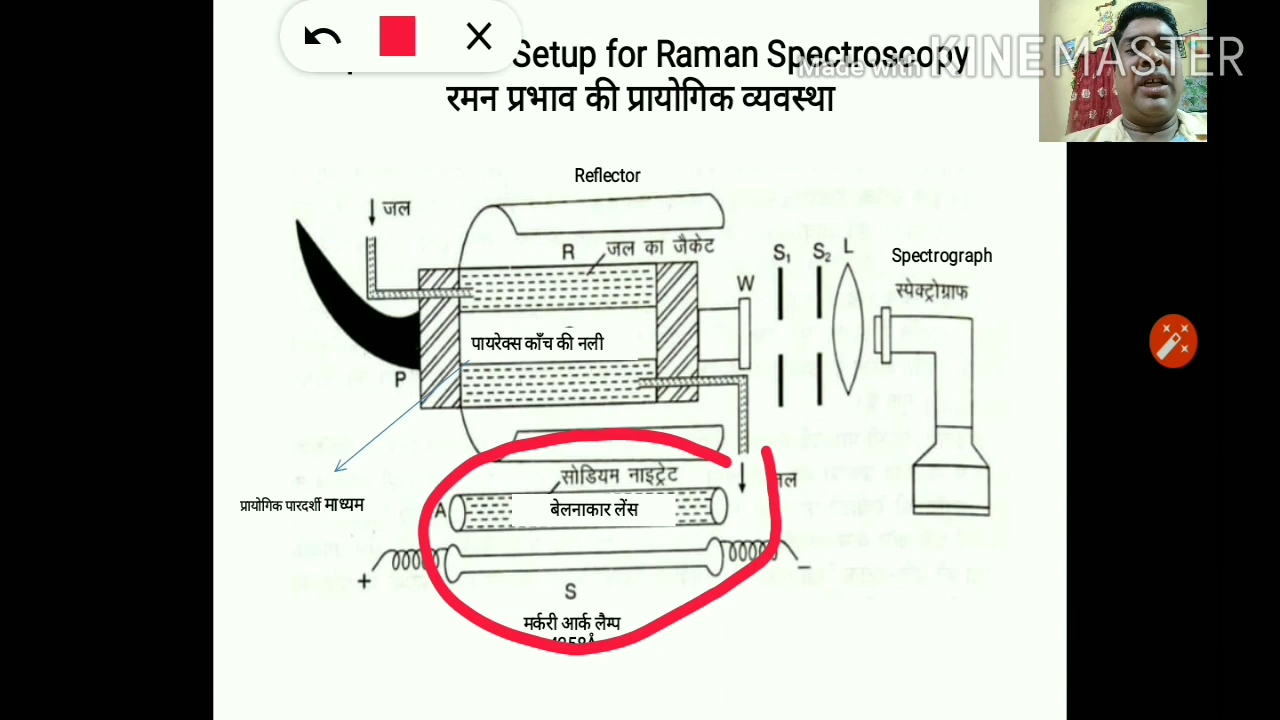 Setup for Raman Spectroscopy
Made with KINEMASTER
रमन प्रभाव की प्रायोगिक व्यवस्था
Reflector
जल
R
जल का जैकेट
S₁
S₂
L
Spectrograph
स्पेक्ट्रोग्राफ
W
पायरेक्स काँच की नली
P
सोडियम नाइट्रेट
प्रायोगिक पारदर्शी माध्यम
A
बेलनाकार लेंस
+
−
S
मर्करी आर्क लैम्प